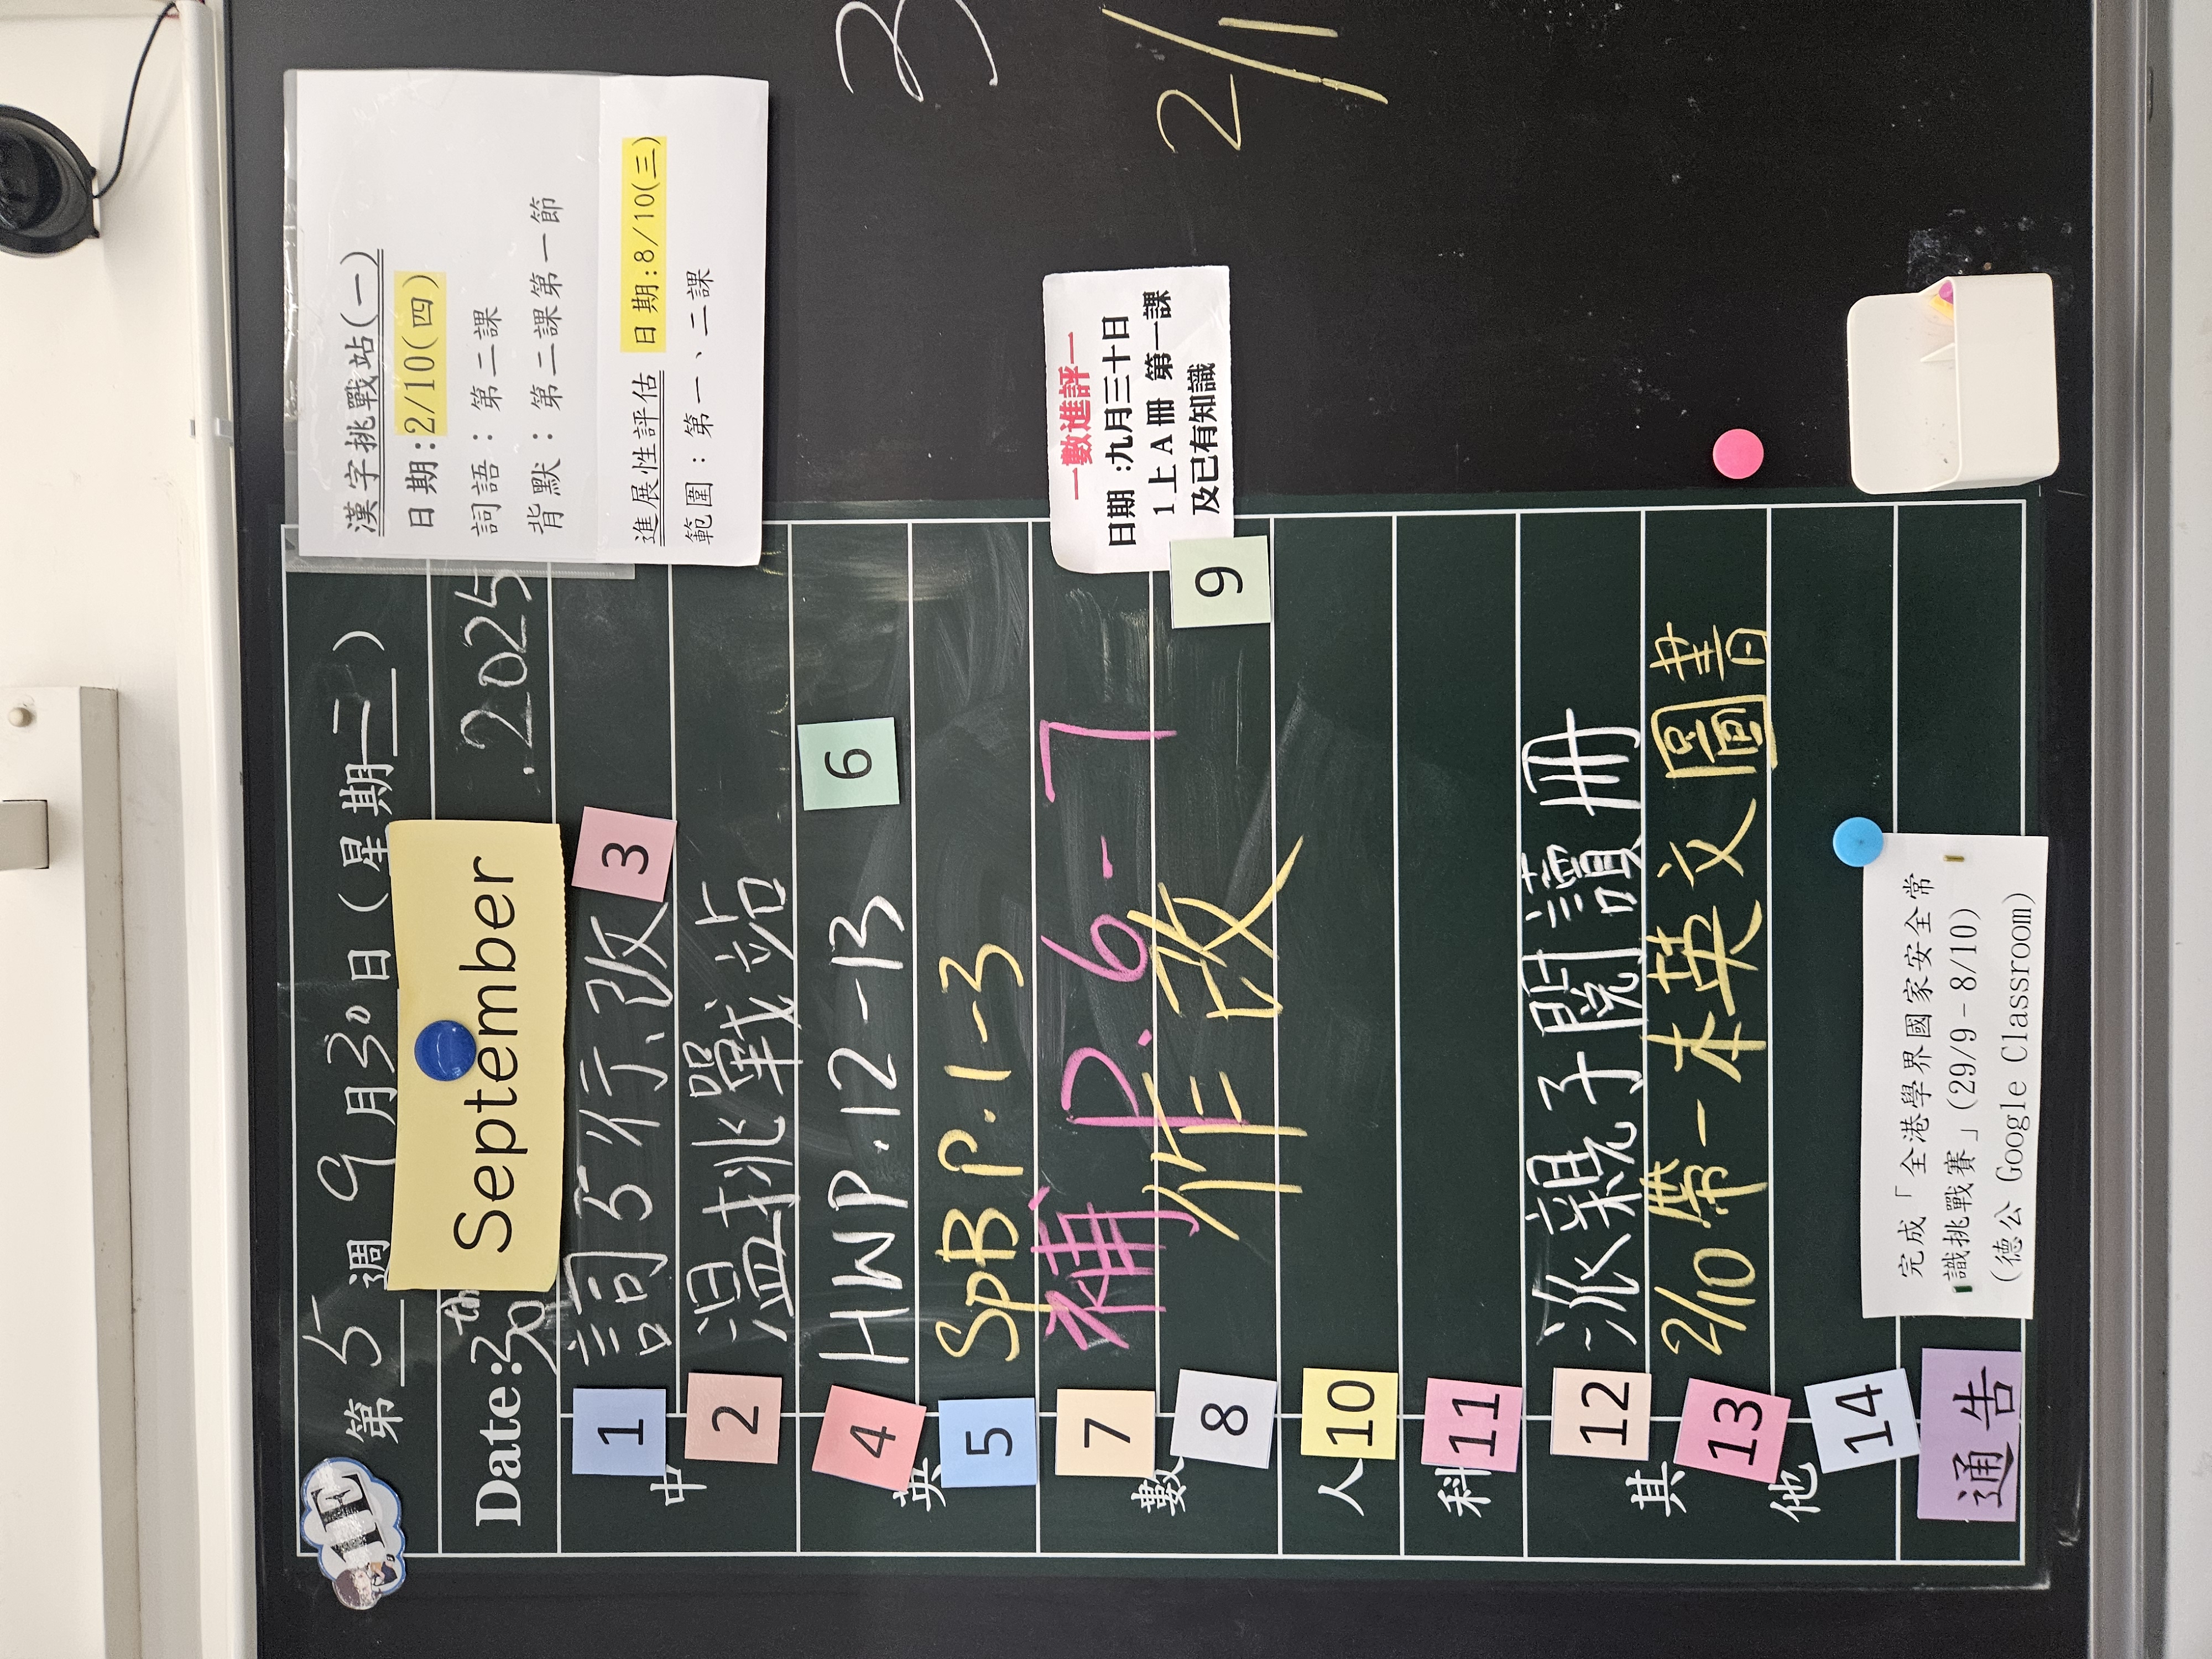 1E 第5週 9月30日(星期二)
Date: 30th September .2025
中
1 詞5行.改 3
2 溫挑戰站
英
4 HWP.12-13 6
5 SpB P.1-3
數
7 補P.6-7
8 作=改 9
人 10
科 11
其他
12 派親子閱讀冊
13 2/10帶一本英文圖書
14
通告
完成「全港學界國家安全常
識挑戰賽」(29/9-8/10)
(德公 Google Classroom)
漢字挑戰站(一)
日期:2/10(四)
詞語：第二課
背默：第二課第一節
進展性評估 日期:8/10(三)
範圍：第一、二課
一數進評一
日期 :九月三十日
1上A冊 第一課
及已有知識
2/1